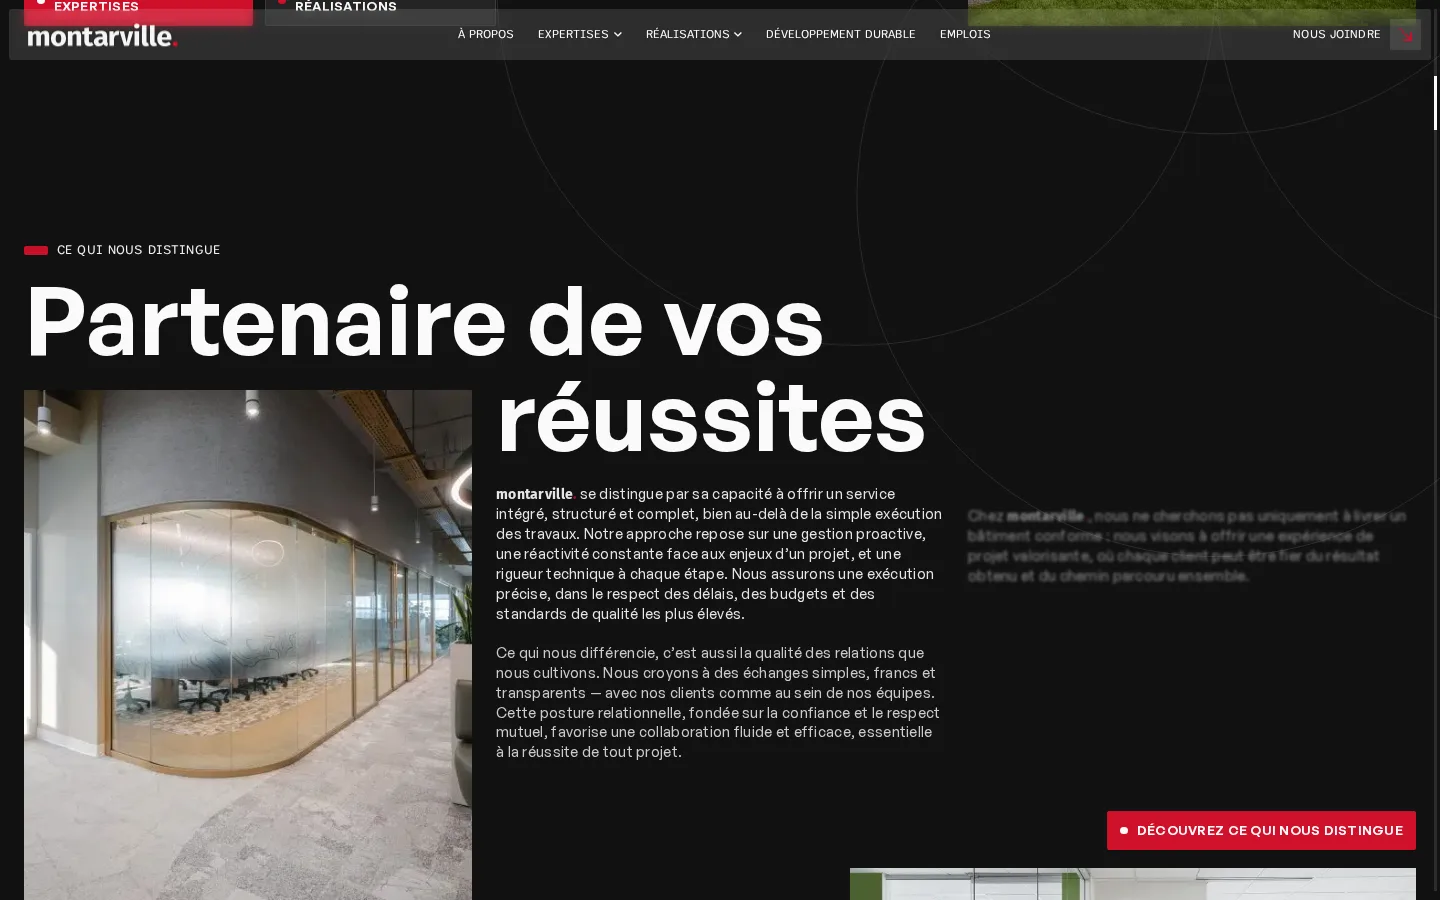 EXPERTISES
RÉALISATIONS
montarville.
À PROPOS
EXPERTISES
RÉALISATIONS
DÉVELOPPEMENT DURABLE
EMPLOIS
NOUS JOINDRE
CE QUI NOUS DISTINGUE
Partenaire de vos
réussites
montarville. se distingue par sa capacité à offrir un service
intégré, structuré et complet, bien au-delà de la simple exécution
des travaux. Notre approche repose sur une gestion proactive,
une réactivité constante face aux enjeux d’un projet, et une
rigueur technique à chaque étape. Nous assurons une exécution
précise, dans le respect des délais, des budgets et des
standards de qualité les plus élevés.
Ce qui nous différencie, c’est aussi la qualité des relations que
nous cultivons. Nous croyons à des échanges simples, francs et
transparents — avec nos clients comme au sein de nos équipes.
Cette posture relationnelle, fondée sur la confiance et le respect
mutuel, favorise une collaboration fluide et efficace, essentielle
à la réussite de tout projet.
Chez montarville , nous ne cherchons pas uniquement à livrer un
bâtiment conforme : nous visons à offrir une expérience de
projet valorisante, où chaque client peut être fier du résultat
obtenu et du chemin parcouru ensemble.
DÉCOUVREZ CE QUI NOUS DISTINGUE